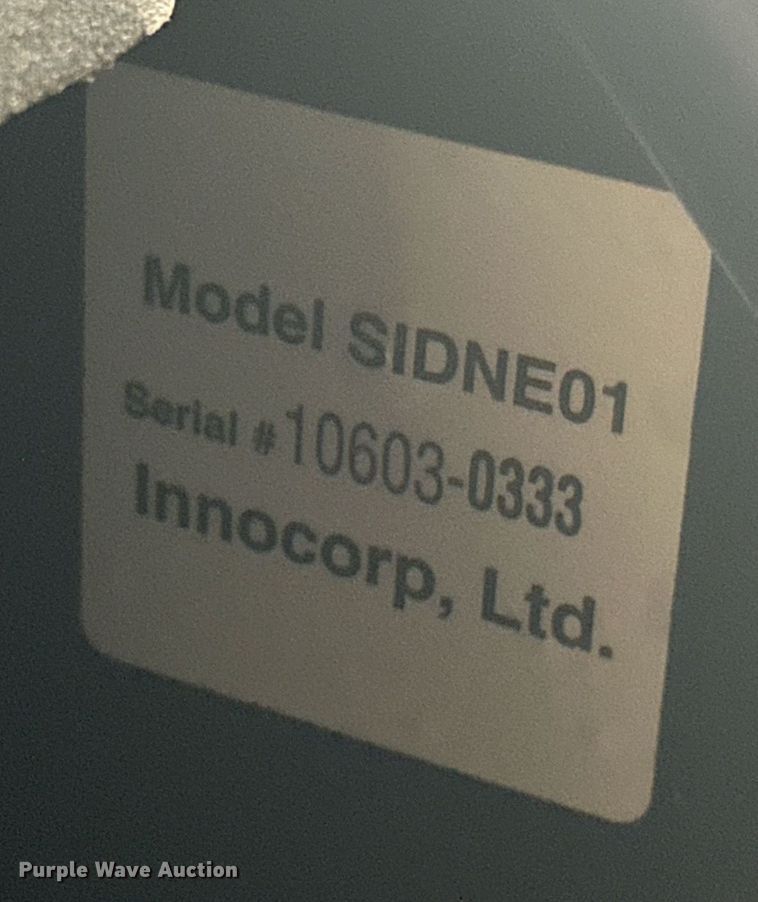 Model SIDNE01
Serial #10603-0333
Innocorp, Ltd.
Purple Wave Auction